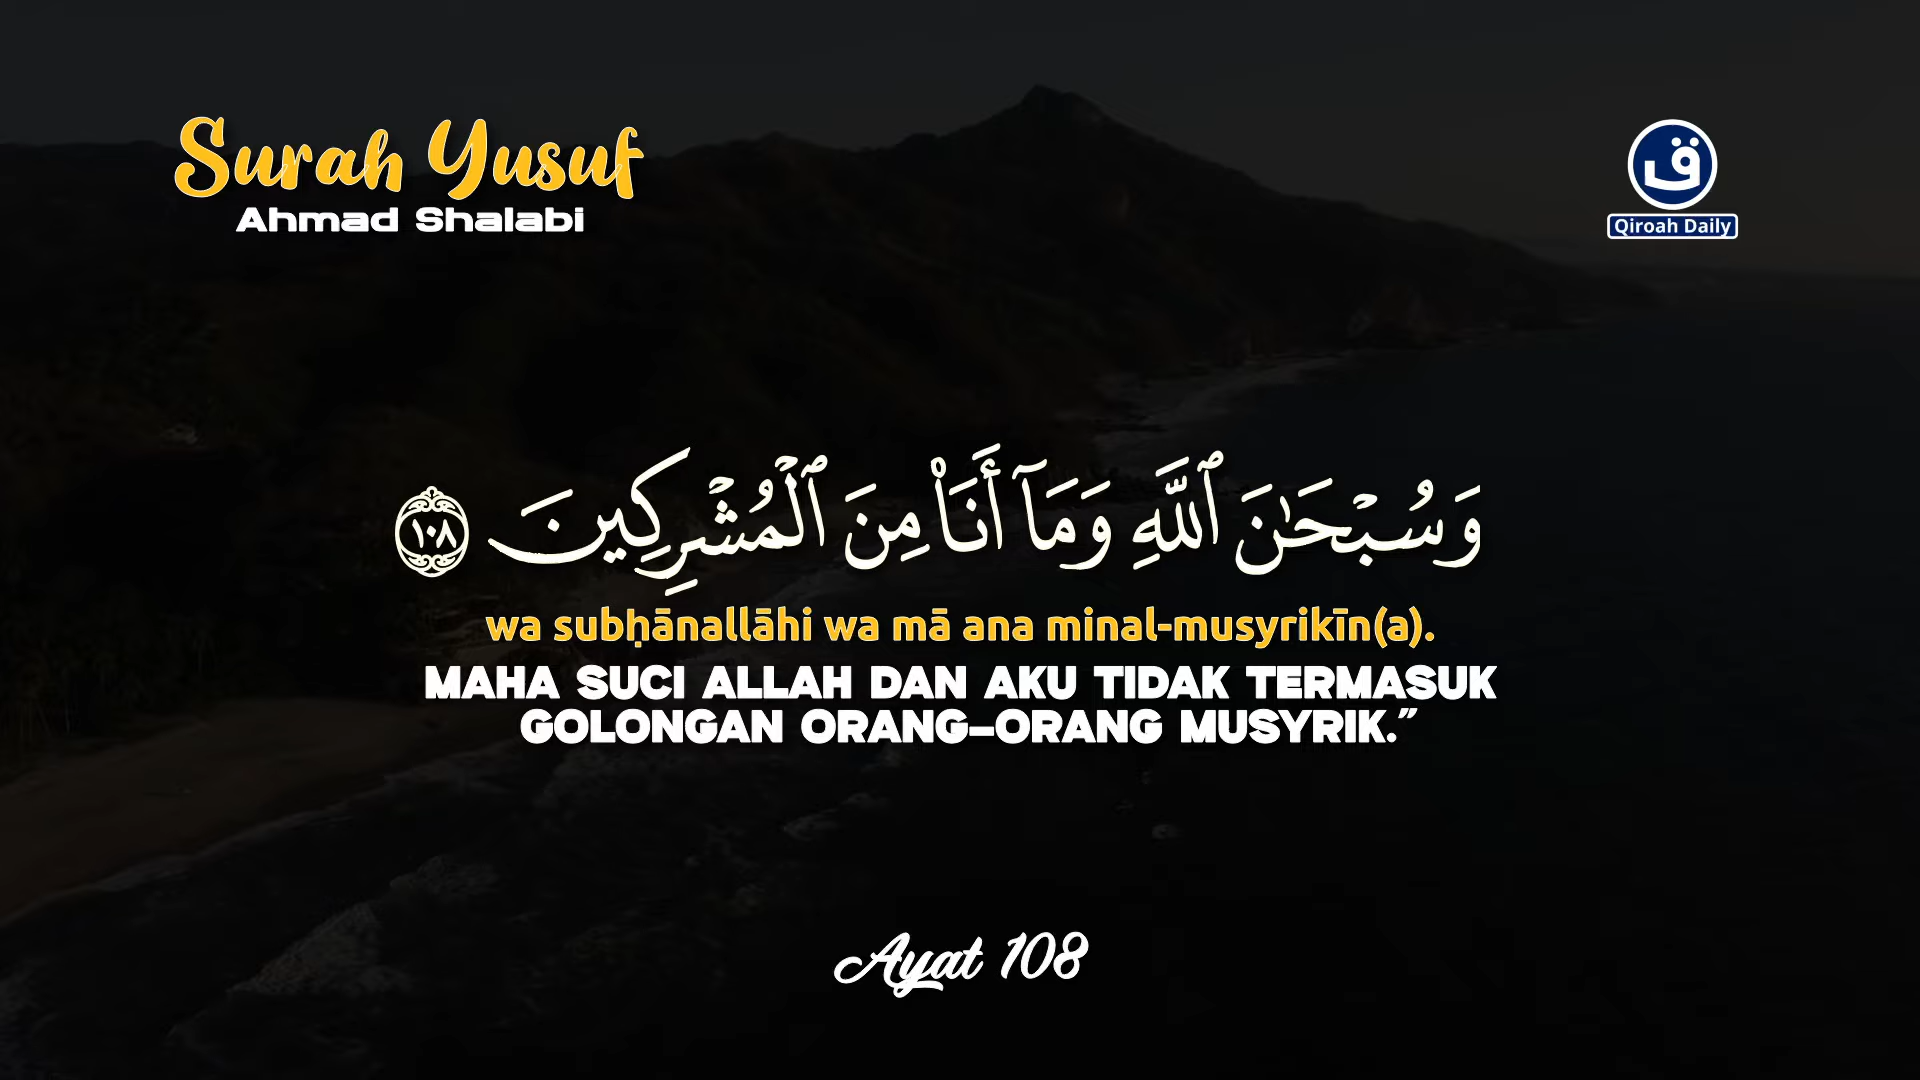 Surah Yusuf
Ahmad Shalabi
ق
Qiroah Daily
وَسُبْحَٰنَ ٱللَّهِ وَمَآ أَنَا۠ مِنَ ٱلْمُشْرِكِينَ ١٠٨
wa subḥānallāhi wa mā ana minal-musyrikīn(a).
MAHA SUCI ALLAH DAN AKU TIDAK TERMASUK
GOLONGAN ORANG-ORANG MUSYRIK.”
Ayat 108